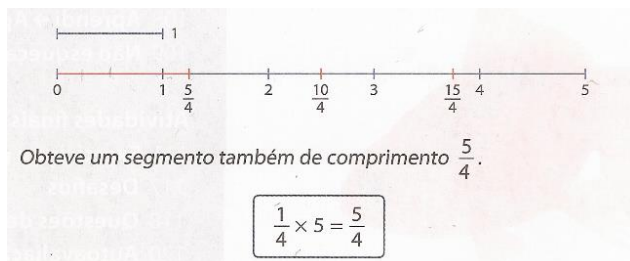 1
0 1 5/4 2 10/4 3 15/4 4 5
Obteve um segmento também de comprimento 5/4.
1/4 × 5 = 5/4